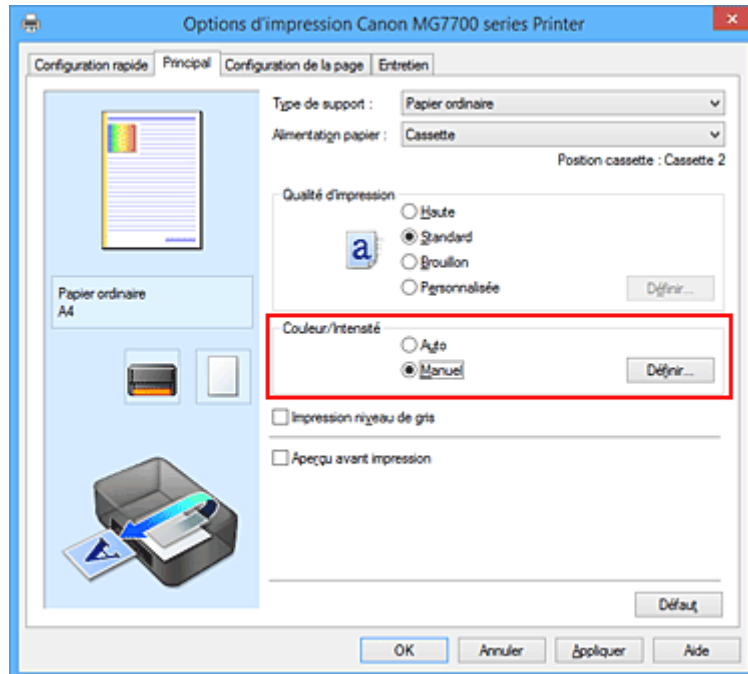 Options d'impression Canon MG7700 series Printer
Configuration rapide Principal Configuration de la page Entretien
Type de support : Papier ordinaire
Alimentation papier : Cassette
Postion cassette : Cassette 2
Qualité d'impression
Haute
a Standard
Brouillon
Personnalisée Définir...
Papier ordinaire
A4
Couleur/Intensité
Auto
Manuel Définir...
Impression niveau de gris
Aperçu avant impression
A
Défaut
OK Annuler Appliquer Aide